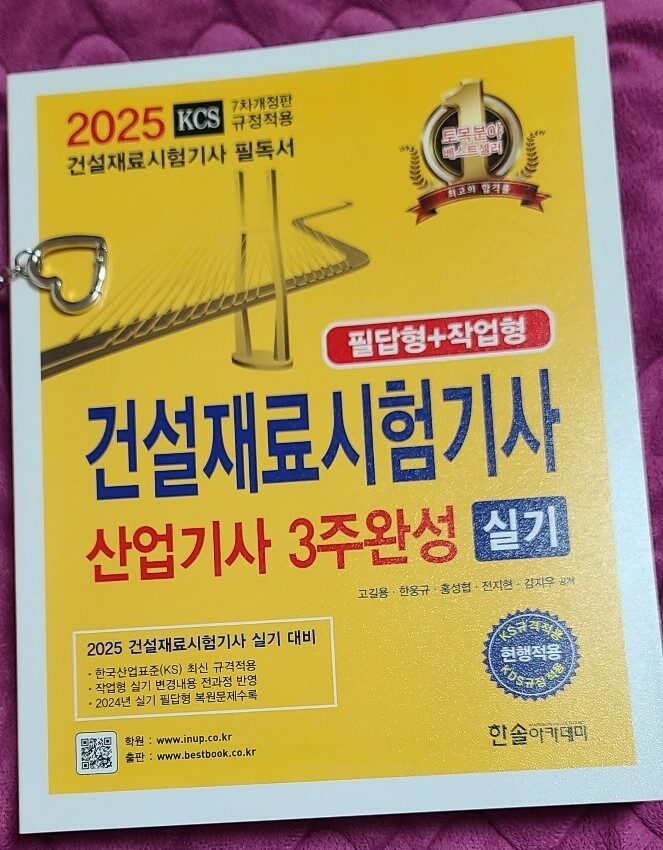 2025 KCS 7차개정판 규정적용
건설재료시험기사 필독서
1
토목분야
베스트셀러
최고의 합격률
필답형+작업형
건설재료시험기사
산업기사 3주완성 실기
고길용 · 한웅규 · 홍성협 · 전지현 · 김지우 공저
2025 건설재료시험기사 실기 대비
· 한국산업표준(KS) 최신 규격적용
· 작업형 실기 변경내용 전과정 반영
· 2024년 실기 필답형 복원문제수록
KS규격적용
현행적용
KDS규정 적용
학원 : www.inup.co.kr
출판 : www.bestbook.co.kr
한솔아카데미